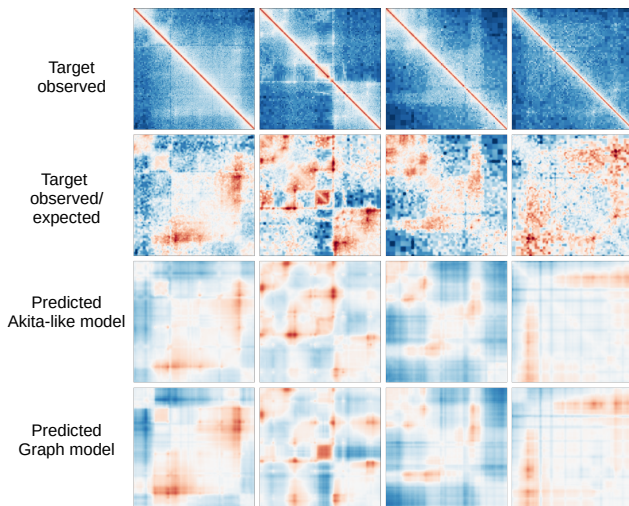 Target
observed
Target
observed/
expected
Predicted
Akita-like model
Predicted
Graph model